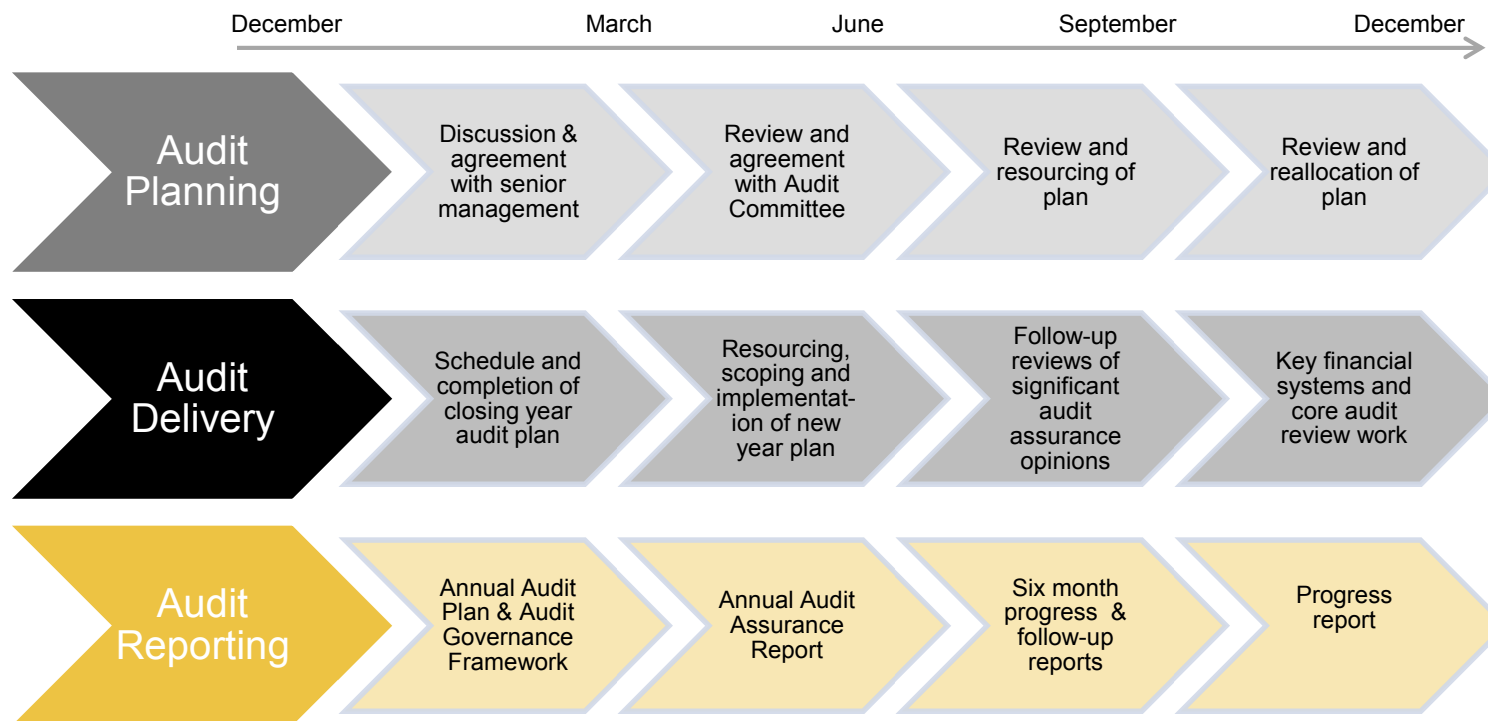 December March June September December
Audit
Planning
Discussion &
agreement
with senior
management
Review and
agreement
with Audit
Committee
Review and
resourcing of
plan
Review and
reallocation of
plan
Audit
Delivery
Schedule and
completion of
closing year
audit plan
Resourcing,
scoping and
implementat-
ion of new
year plan
Follow-up
reviews of
significant
audit
assurance
opinions
Key financial
systems and
core audit
review work
Audit
Reporting
Annual Audit
Plan & Audit
Governance
Framework
Annual Audit
Assurance
Report
Six month
progress &
follow-up
reports
Progress
report